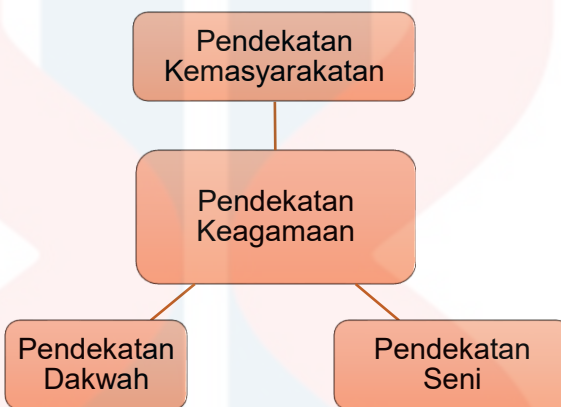 Pendekatan
Kemasyarakatan
Pendekatan
Keagamaan
Pendekatan
Dakwah
Pendekatan
Seni